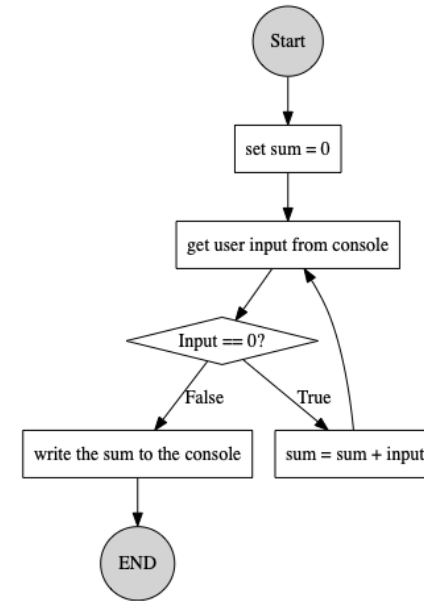 Start
set sum = 0
get user input from console
Input == 0?
False
True
write the sum to the console
sum = sum + input
END